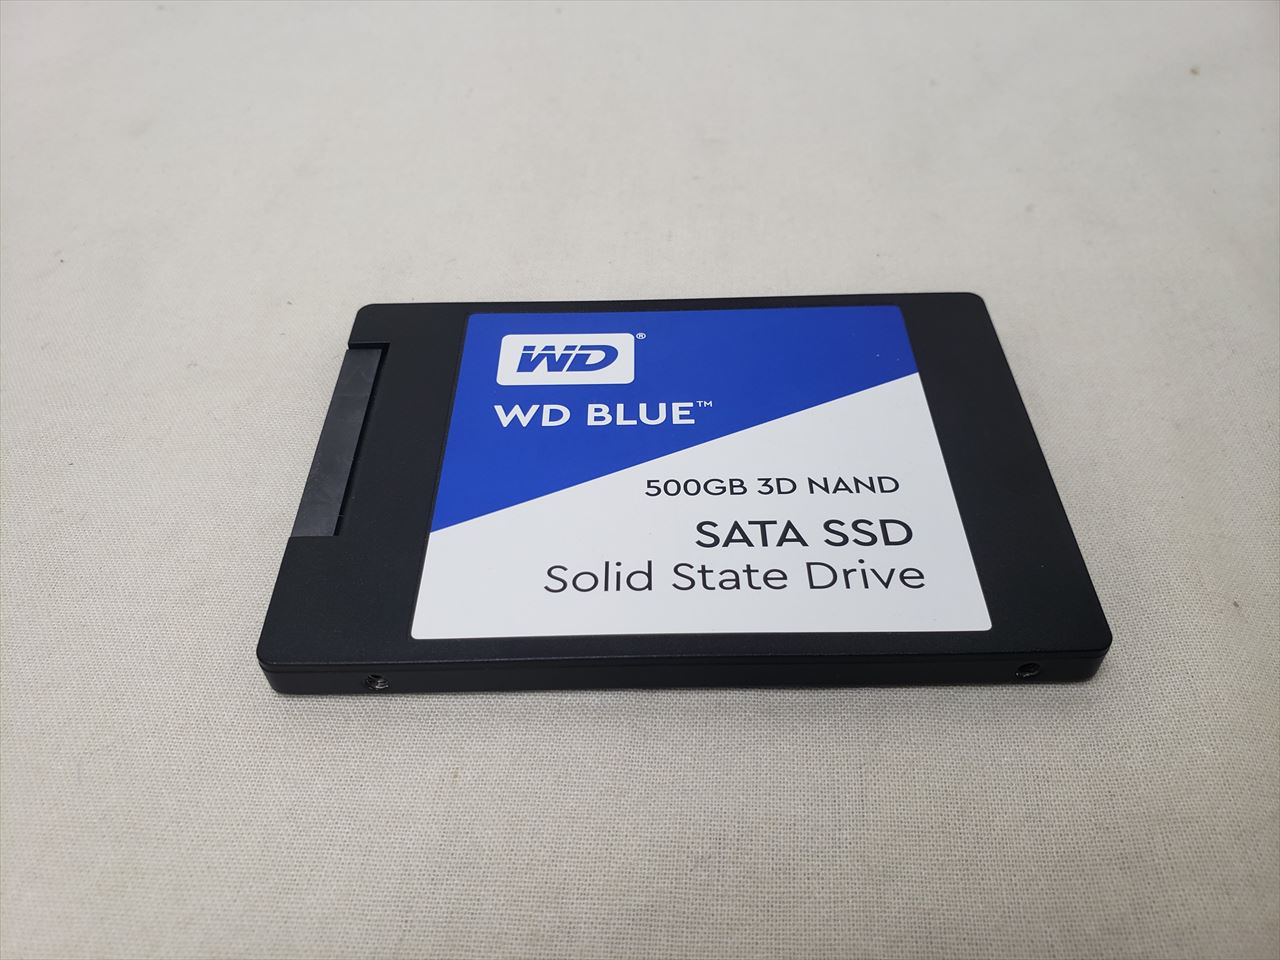 WD®
WD BLUE™
500GB 3D NAND
SATA SSD
Solid State Drive